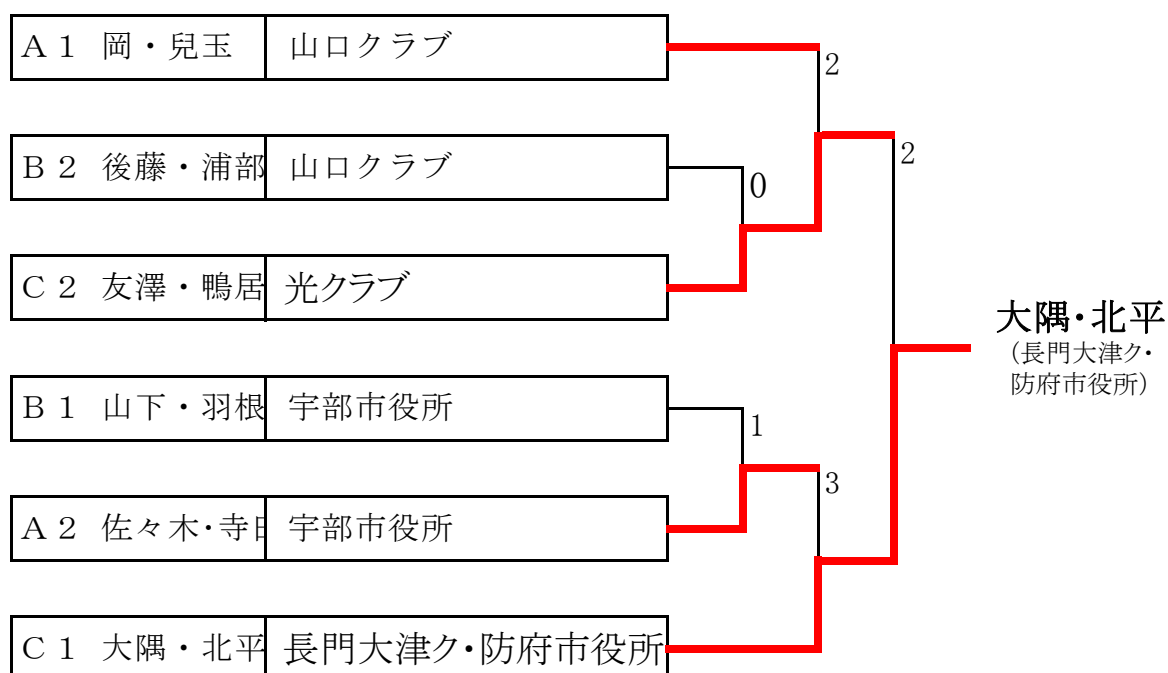 A1 岡・兒玉 山口クラブ
2
B2 後藤・浦部 山口クラブ
2
0
C2 友澤・鴨居 光クラブ
大隅・北平
(長門大津ク・
防府市役所)
B1 山下・羽根 宇部市役所
1
3
A2 佐々木・寺 宇部市役所
C1 大隅・北平 長門大津ク・防府市役所